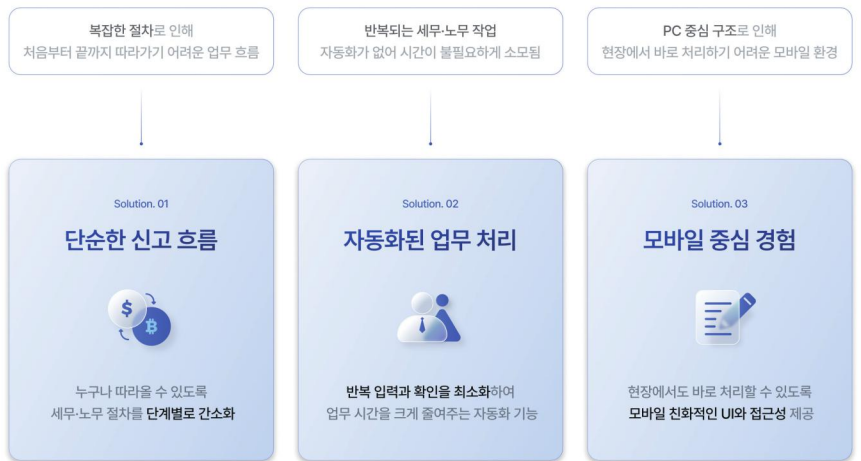 복잡한 절차로 인해
처음부터 끝까지 따라가기 어려운 업무 흐름
반복되는 세무·노무 작업
자동화가 없어 시간이 불필요하게 소모됨
PC 중심 구조로 인해
현장에서 바로 처리하기 어려운 모바일 환경
Solution. 01
단순한 신고 흐름
$
₿
누구나 따라올 수 있도록
세무·노무 절차를 단계별로 간소화
Solution. 02
자동화된 업무 처리
반복 입력과 확인을 최소화하여
업무 시간을 크게 줄여주는 자동화 기능
Solution. 03
모바일 중심 경험
현장에서도 바로 처리할 수 있도록
모바일 친화적인 UI와 접근성 제공